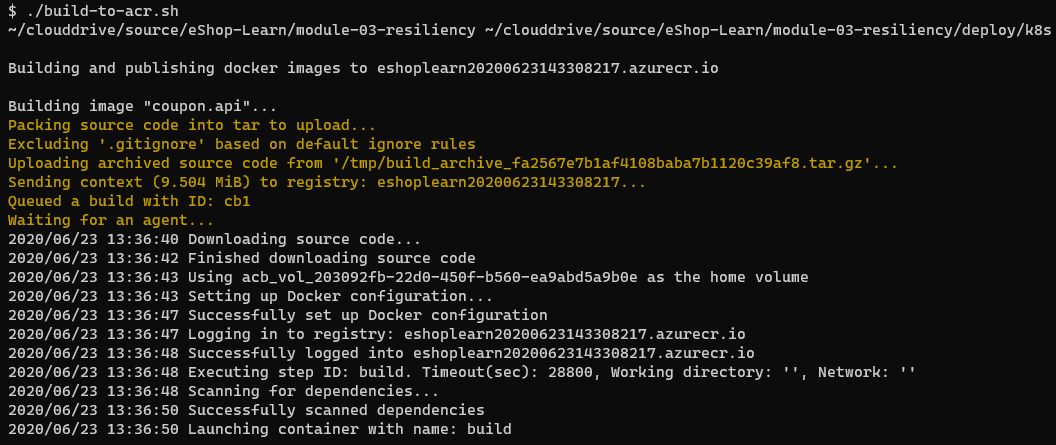 $ ./build-to-acr.sh
~/clouddrive/source/eShop-Learn/module-03-resiliency ~/clouddrive/source/eShop-Learn/module-03-resiliency/deploy/k8s
Building and publishing docker images to eshoplearn20200623143308217.azurecr.io
Building image "coupon.api"...
Packing source code into tar to upload...
Excluding '.gitignore' based on default ignore rules
Uploading archived source code from '/tmp/build_archive_fa2567e7b1af4108baba7b1120c39af8.tar.gz'...
Sending context (9.504 MiB) to registry: eshoplearn20200623143308217...
Queued a build with ID: cb1
Waiting for an agent...
2020/06/23 13:36:40 Downloading source code...
2020/06/23 13:36:42 Finished downloading source code
2020/06/23 13:36:43 Using acb_vol_203092fb-22d0-450f-b560-ea9abd5a9b0e as the home volume
2020/06/23 13:36:43 Setting up Docker configuration...
2020/06/23 13:36:47 Successfully set up Docker configuration
2020/06/23 13:36:47 Logging in to registry: eshoplearn20200623143308217.azurecr.io
2020/06/23 13:36:48 Successfully logged into eshoplearn20200623143308217.azurecr.io
2020/06/23 13:36:48 Executing step ID: build. Timeout(sec): 28800, Working directory: '', Network: ''
2020/06/23 13:36:48 Scanning for dependencies...
2020/06/23 13:36:50 Successfully scanned dependencies
2020/06/23 13:36:50 Launching container with name: build